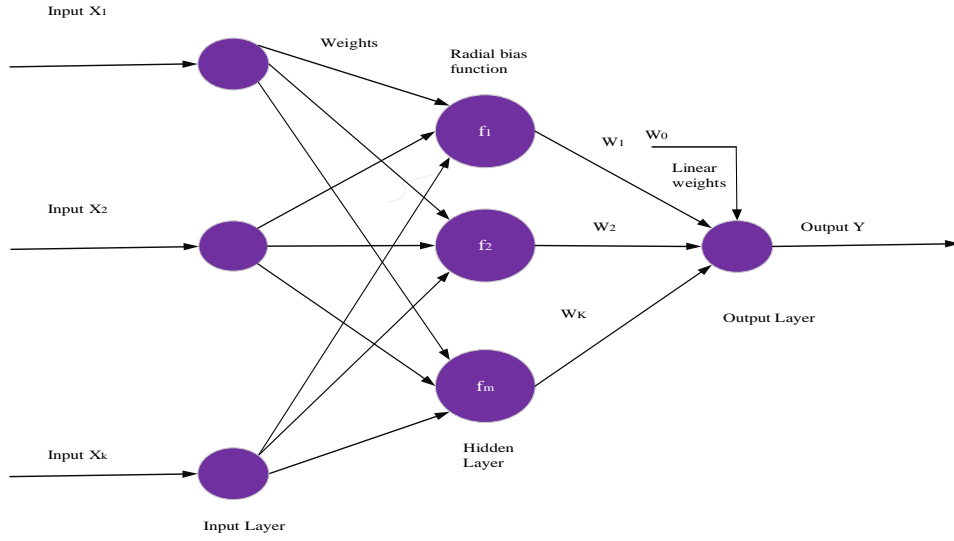 Input X1
Weights
Radial bias
function
f1
W1
W0
Linear
weights
Input X2
f2
W2
Output Y
WK
Output Layer
fm
Input Xk
Hidden
Layer
Input Layer